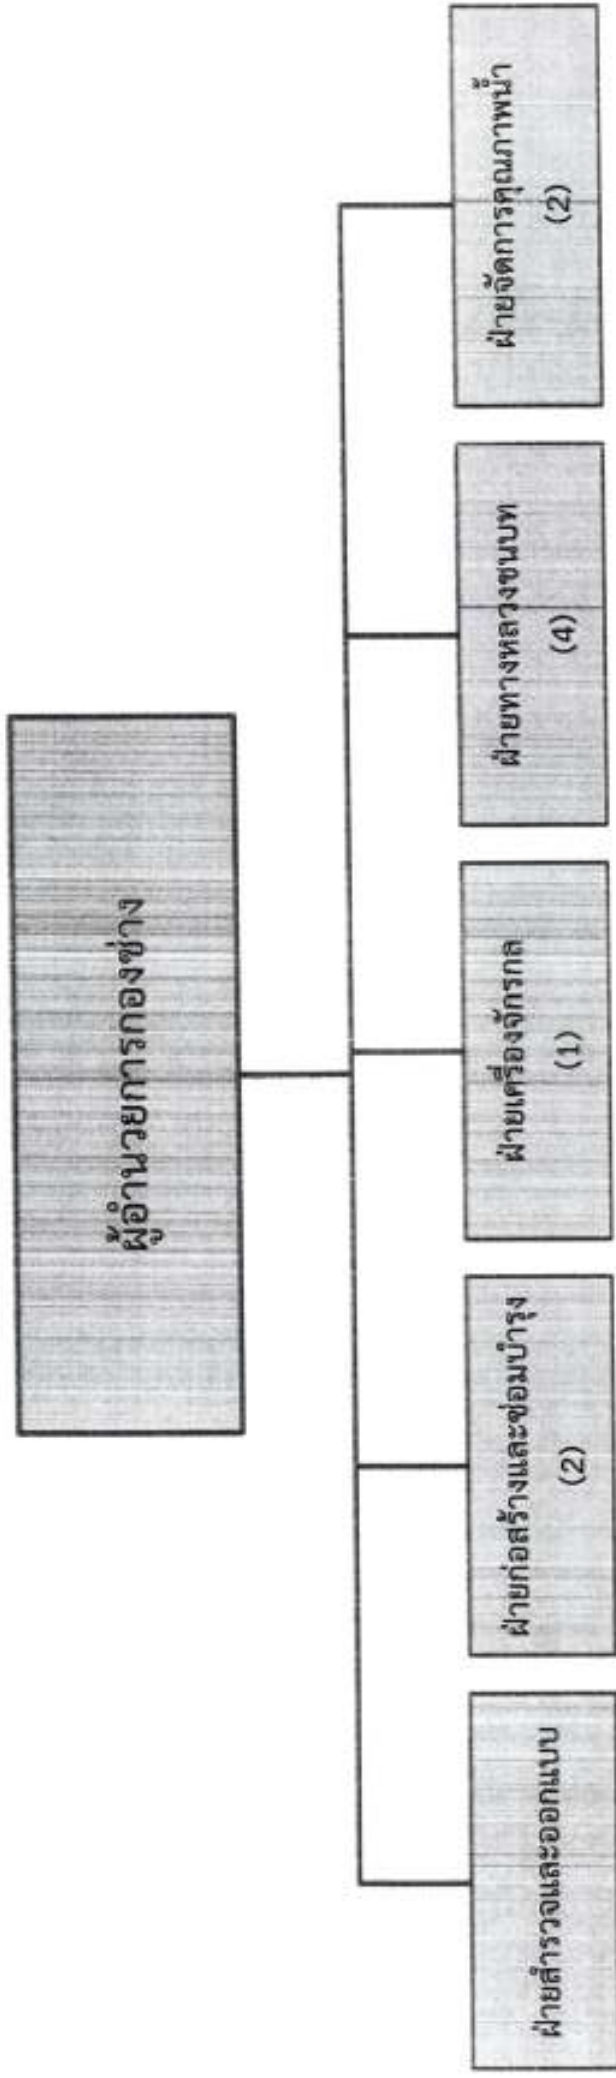 ผู้อำนวยการกองช่าง
ฝ่ายสำรวจและออกแบบ
ฝ่ายก่อสร้างและซ่อมบำรุง
(2)
ฝ่ายเครื่องจักรกล
(1)
ฝ่ายทางหลวงชนบท
(4)
ฝ่ายจัดการคุณภาพน้ำ
(2)